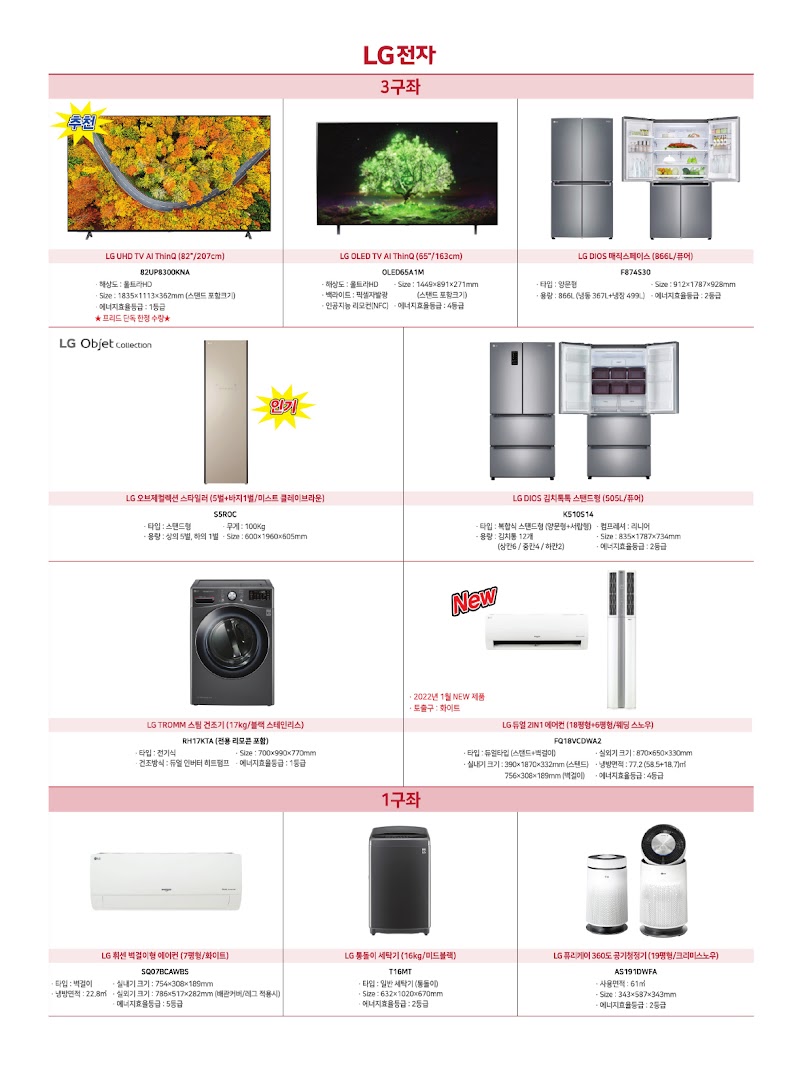 LG전자
3구좌
추천
LG UHD TV AI ThinQ (82"/207cm)
82UP8300KNA
· 해상도 : 울트라HD
· Size : 1835×1113×362mm (스탠드 포함크기)
· 에너지효율등급 : 1등급
★ 프리드 단독 한정 수량★
LG OLED TV AI ThinQ (65"/163cm)
OLED65A1M
· 해상도 : 울트라HD · Size : 1449×891×271mm
· 백라이트 : 픽셀자발광 (스탠드 포함크기)
· 인공지능 리모컨(NFC) · 에너지효율등급 : 4등급
LG DIOS 매직스페이스 (866L/퓨어)
F874S30
· 타입 : 양문형 · Size : 912×1787×928mm
· 용량 : 866L (냉동 367L+냉장 499L) · 에너지효율등급 : 2등급
LG Objet Collection
인기
LG 오브제컬렉션 스타일러 (5벌+바지1벌/미스트 클레이브라운)
S5ROC
· 타입 : 스탠드형 · 무게 : 100Kg
· 용량 : 상의 5벌, 하의 1벌 · Size : 600×1960×605mm
LG DIOS 김치톡톡 스탠드형 (505L/퓨어)
K510S14
· 타입 : 복합식 스탠드형 (양문형+서랍형) · 컴프레서 : 리니어
· 용량 : 김치통 12개 · Size : 835×1787×734mm
(상칸6 / 중칸4 / 하칸2) · 에너지효율등급 : 2등급
LG TROMM 스팀 건조기 (17kg/블랙 스테인리스)
RH17KTA (전용 리모콘 포함)
· 타입 : 전기식 · Size : 700×990×770mm
· 건조방식 : 듀얼 인버터 히트펌프 · 에너지효율등급 : 1등급
New
· 2022년 1월 NEW 제품
· 토출구 : 화이트
LG 듀얼 2IN1 에어컨 (18평형+6평형/웨딩 스노우)
FQ18VCDWA2
· 타입 : 듀얼타입 (스탠드+벽걸이) · 실외기 크기 : 870×650×330mm
· 실내기 크기 : 390×1870×332mm (스탠드) · 냉방면적 : 77.2 (58.5+18.7)㎡
756×308×189mm (벽걸이) · 에너지효율등급 : 4등급
1구좌
LG 휘센 벽걸이형 에어컨 (7평형/화이트)
SQ07BCAWBS
· 타입 : 벽걸이 · 실내기 크기 : 754×308×189mm
· 냉방면적 : 22.8㎡ · 실외기 크기 : 786×517×282mm (배관커버/레그 적용시)
· 에너지효율등급 : 5등급
LG 통돌이 세탁기 (16kg/미드블랙)
T16MT
· 타입 : 일반 세탁기 (통돌이)
· Size : 632×1020×670mm
· 에너지효율등급 : 2등급
LG 퓨리케어 360도 공기청정기 (19평형/크리미스노우)
AS191DWFA
· 사용면적 : 61㎡
· Size : 343×587×343mm
· 에너지효율등급 : 2등급